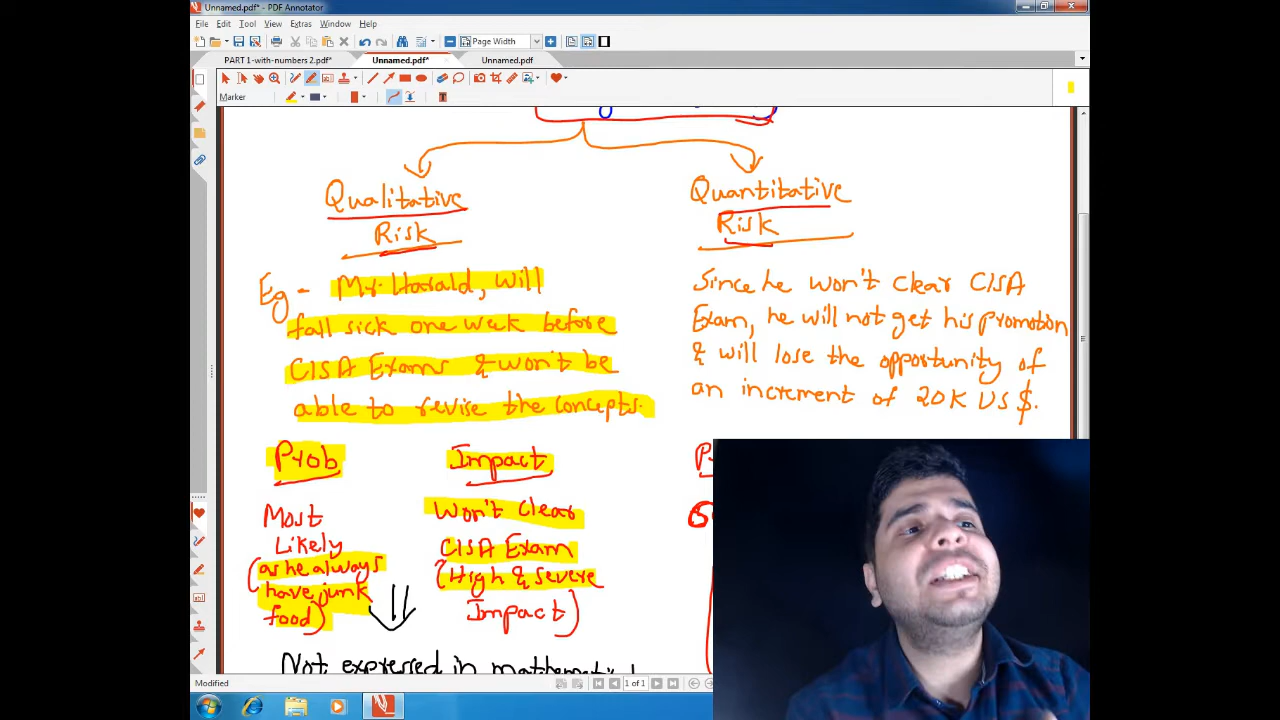 Unnamed.pdf* - PDF Annotator
File Edit Tool View Extras Window Help
Page Width
PART 1-with-numbers 2.pdf* Unnamed.pdf* Unnamed.pdf
Marker
Qualitative
Risk
Eg - Mr. Harald, will
fall sick one week before
CISA Exams & won't be
able to revise the concepts.
Prob Impact
Most
Likely
(as he always
have junk
food)
Won't Clear
CISA Exam
(High & Severe
Impact)
Not expressed in mathematical
Quantitative
Risk
Since he won't clear CISA
Exam, he will not get his promotion
& will lose the opportunity of
an increment of 20K US $.
Modified
1 of 1